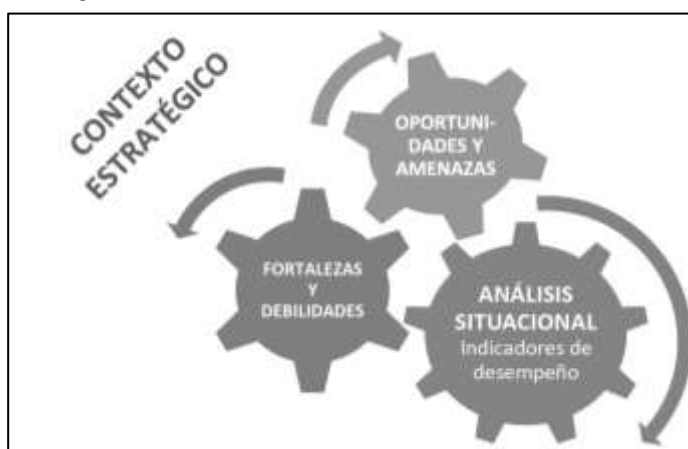 CONTEXTO
ESTRATÉGICO
OPORTUNI-
DADES Y
AMENAZAS
FORTALEZAS
Y
DEBILIDADES
ANÁLISIS
SITUACIONAL
Indicadores de
desempeño